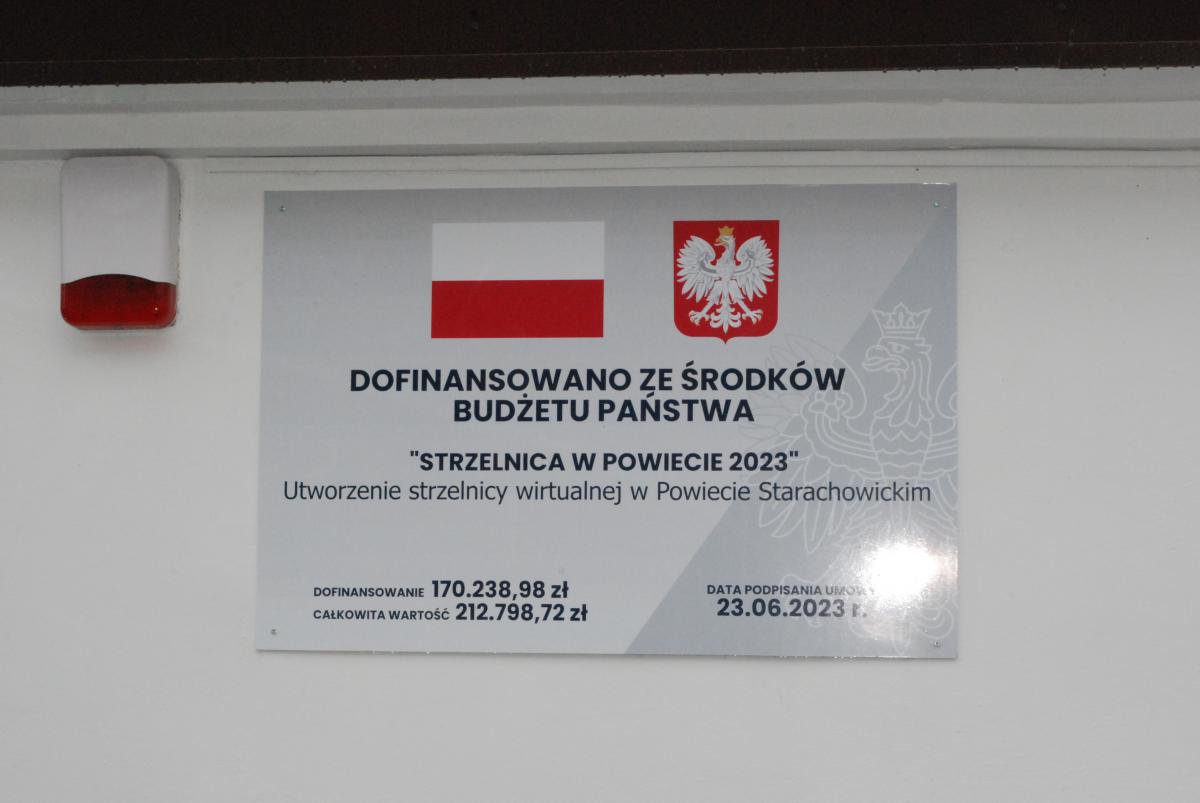 DOFINANSOWANO ZE ŚRODKÓW
BUDŻETU PAŃSTWA
"STRZELNICA W POWIECIE 2023"
Utworzenie strzelnicy wirtualnej w Powiecie Starachowickim
DOFINANSOWANIE 170.238,98 zł
CAŁKOWITA WARTOŚĆ 212.798,72 zł
DATA PODPISANIA UMOWY
23.06.2023 r.